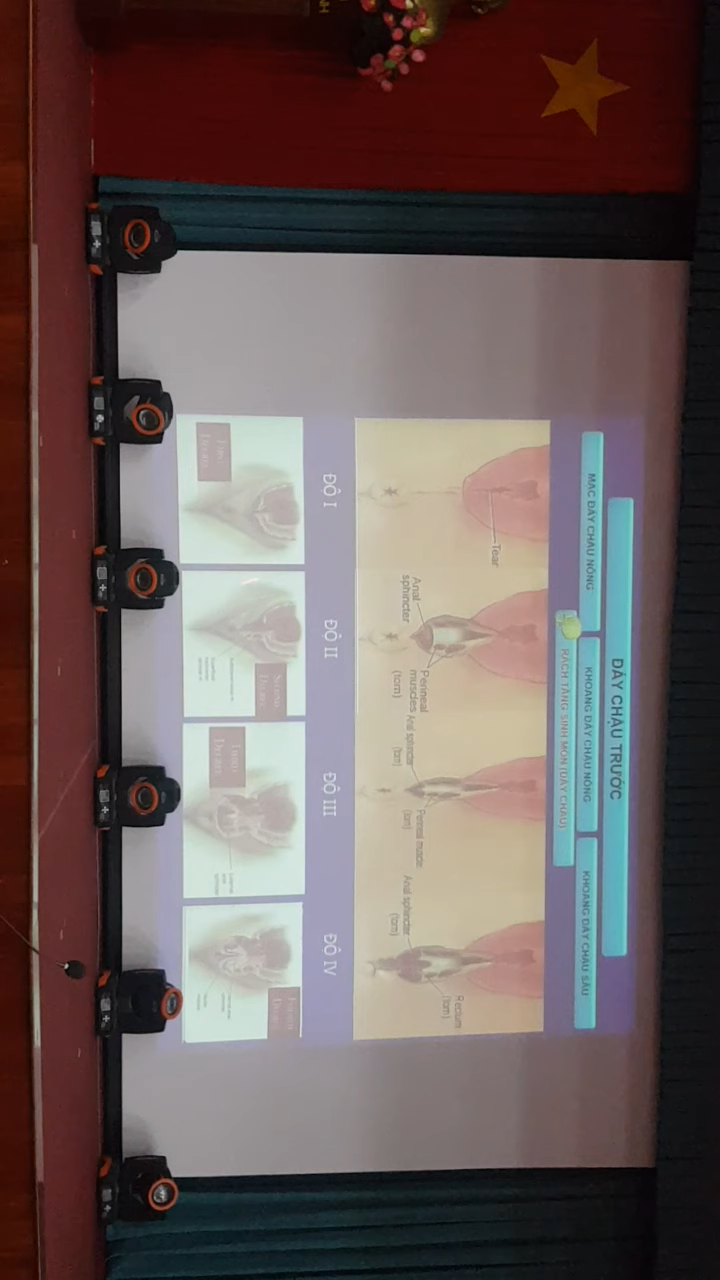 ĐÁY CHẬU TRƯỚC
MẠC ĐÁY CHẬU NÔNG
KHOANG ĐÁY CHẬU NÔNG
KHOANG ĐÁY CHẬU SÂU
RÁCH TẦNG SINH MÔN (ĐÁY CHẬU)
Tear
Anal
sphincter
Perineal
muscles
(torn)
Anal sphincter
(torn)
Perineal muscle
(torn)
Anal sphincter
(torn)
Rectum
(torn)
ĐỘ I
ĐỘ II
ĐỘ III
ĐỘ IV